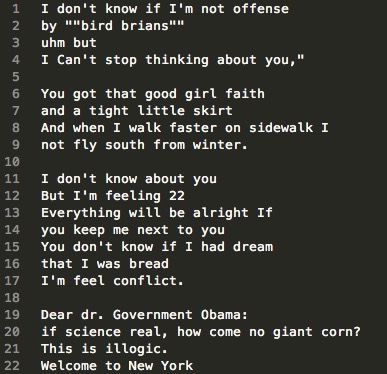 1 I don't know if I'm not offense
2 by ""bird brians""
3 uhm but
4 I Can't stop thinking about you,"
5
6 You got that good girl faith
7 and a tight little skirt
8 And when I walk faster on sidewalk I
9 not fly south from winter.
10
11 I don't know about you
12 But I'm feeling 22
13 Everything will be alright If
14 you keep me next to you
15 You don't know if I had dream
16 that I was bread
17 I'm feel conflict.
18
19 Dear dr. Government Obama:
20 if science real, how come no giant corn?
21 This is illogic.
22 Welcome to New York